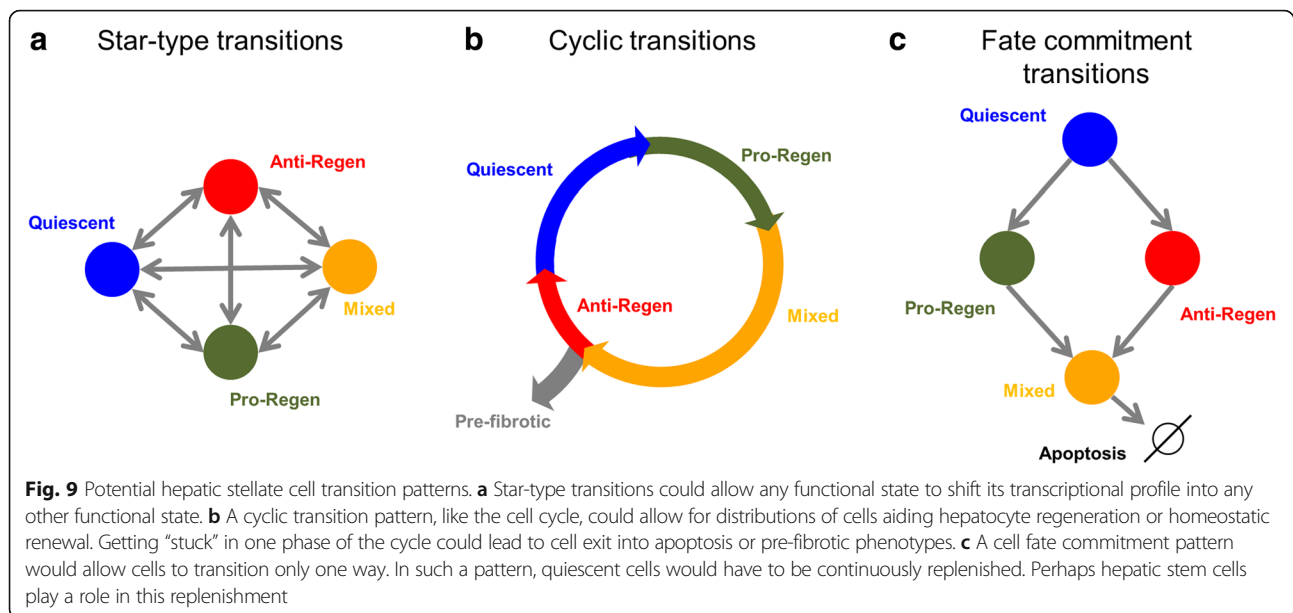 a Star-type transitions
Anti-Regen
Quiescent
Mixed
Pro-Regen
b Cyclic transitions
Quiescent
Pro-Regen
Anti-Regen
Mixed
Pre-fibrotic
c Fate commitment
transitions
Quiescent
Pro-Regen
Anti-Regen
Mixed
Apoptosis
Fig. 9 Potential hepatic stellate cell transition patterns. a Star-type transitions could allow any functional state to shift its transcriptional profile into any
other functional state. b A cyclic transition pattern, like the cell cycle, could allow for distributions of cells aiding hepatocyte regeneration or homeostatic
renewal. Getting “stuck” in one phase of the cycle could lead to cell exit into apoptosis or pre-fibrotic phenotypes. c A cell fate commitment pattern
would allow cells to transition only one way. In such a pattern, quiescent cells would have to be continuously replenished. Perhaps hepatic stem cells
play a role in this replenishment